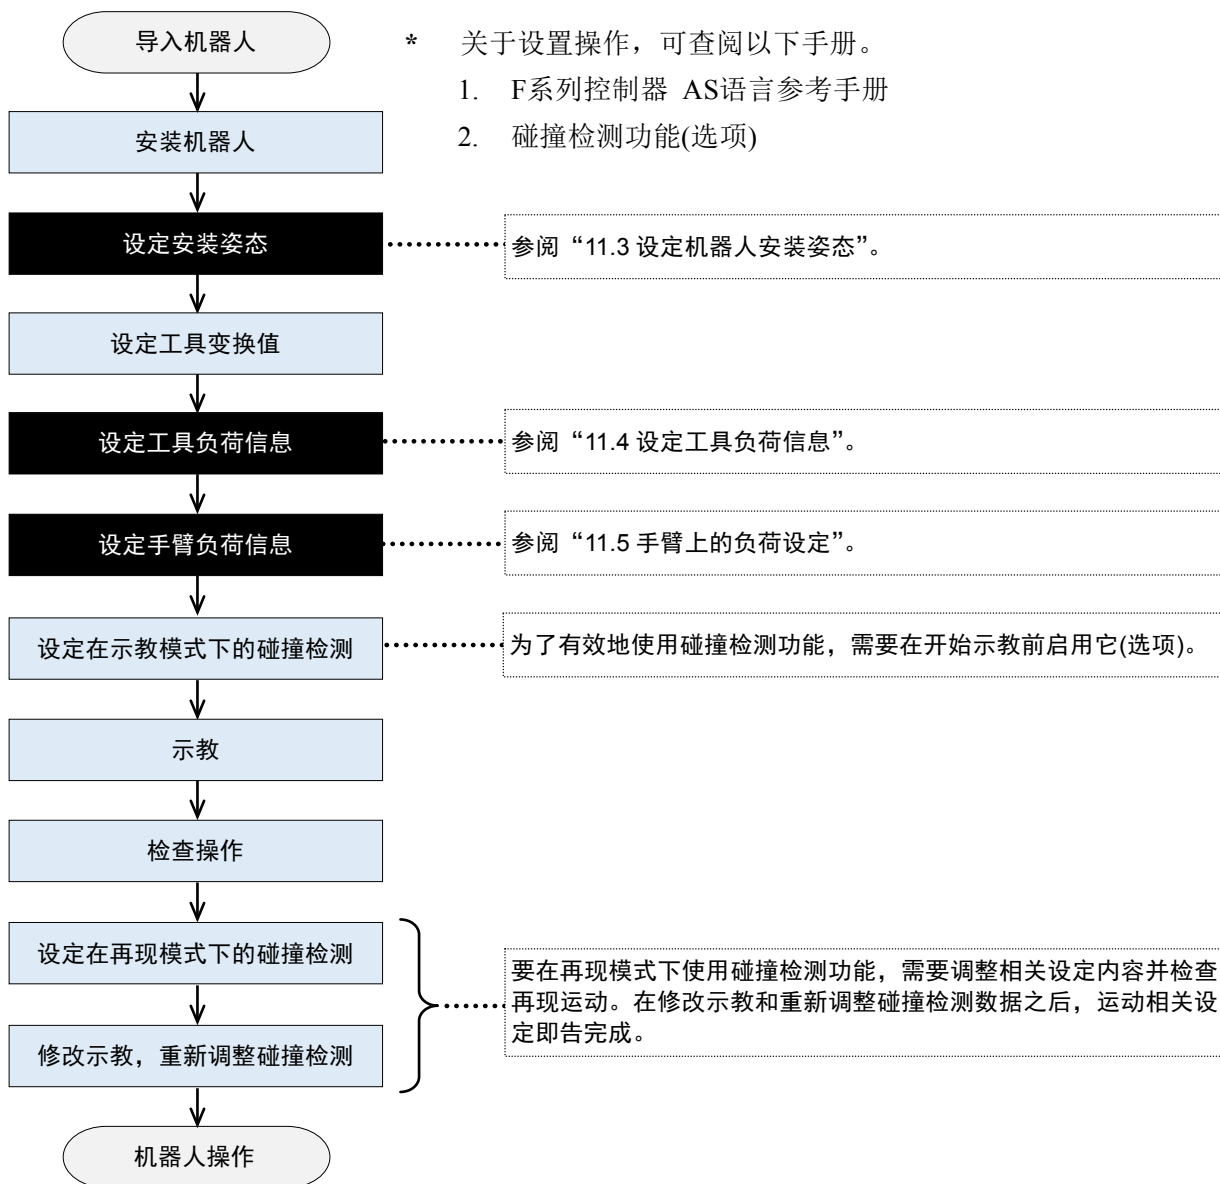 导入机器人
* 关于设置操作，可查阅以下手册。
1. F系列控制器 AS语言参考手册
2. 碰撞检测功能(选项)
安装机器人
设定安装姿态
参阅“11.3 设定机器人安装姿态”。
设定工具变换值
设定工具负荷信息
参阅“11.4 设定工具负荷信息”。
设定手臂负荷信息
参阅“11.5 手臂上的负荷设定”。
设定在示教模式下的碰撞检测
为了有效地使用碰撞检测功能，需要在开始示教前启用它(选项)。
示教
检查操作
设定在再现模式下的碰撞检测
要在再现模式下使用碰撞检测功能，需要调整相关设定内容并检查
再现运动。在修改示教和重新调整碰撞检测数据之后，运动相关设
定即告完成。
修改示教，重新调整碰撞检测
机器人操作